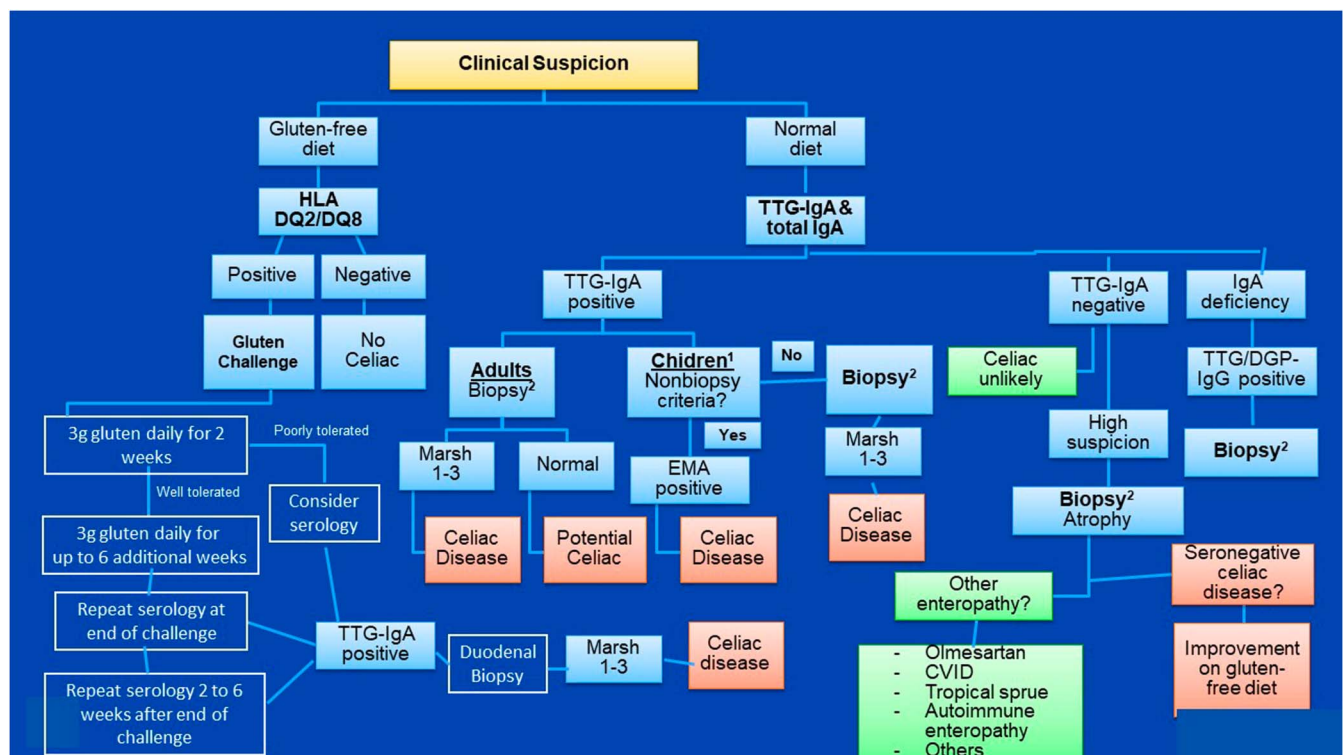 Clinical Suspicion
Gluten-free
diet
Normal
diet
HLA
DQ2/DQ8
TTG-IgA &
total IgA
Positive
Negative
TTG-IgA
positive
TTG-IgA
negative
IgA
deficiency
Gluten
Challenge
No
Celiac
Adults
Biopsy²
Chidren¹
Nonbiopsy
criteria?
No
Biopsy²
Celiac
unlikely
TTG/DGP-
IgG positive
3g gluten daily for 2
weeks
Poorly tolerated
Marsh
1-3
Normal
Yes
EMA
positive
Marsh
1-3
High
suspicion
Biopsy²
Well tolerated
Consider
serology
Celiac
Disease
Potential
Celiac
Celiac
Disease
Celiac
Disease
Biopsy²
Atrophy
3g gluten daily for
up to 6 additional weeks
Other
enteropathy?
Seronegative
celiac
disease?
Repeat serology at
end of challenge
TTG-IgA
positive
Duodenal
Biopsy
Marsh
1-3
Celiac
disease
Improvement
on gluten-
free diet
Repeat serology 2 to 6
weeks after end of
challenge
- Olmesartan
- CVID
- Tropical sprue
- Autoimmune
enteropathy
- Others